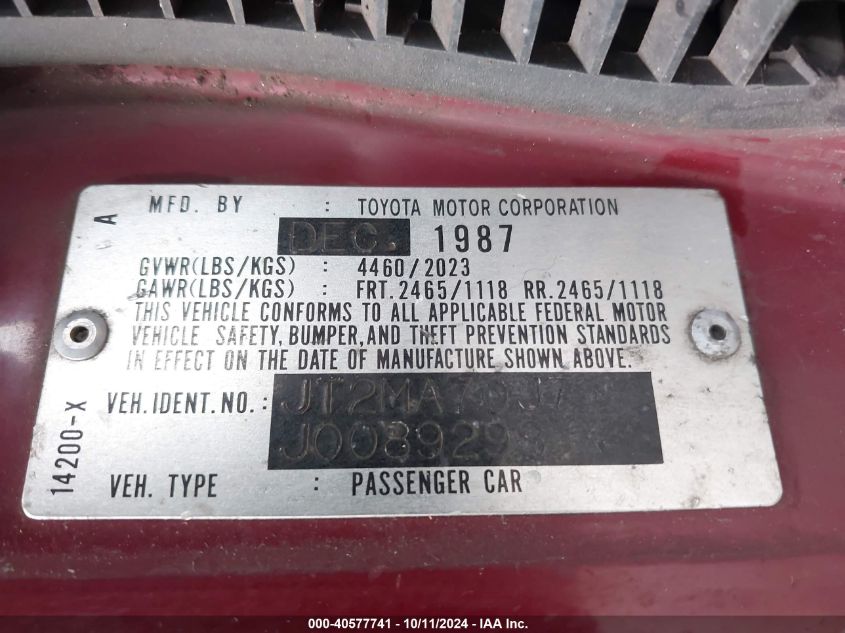 A
MFD. BY : TOYOTA MOTOR CORPORATION
DEC. 1987
GVWR(LBS/KGS) : 4460/2023
GAWR(LBS/KGS) : FRT.2465/1118 RR.2465/1118
THIS VEHICLE CONFORMS TO ALL APPLICABLE FEDERAL MOTOR
VEHICLE SAFETY, BUMPER, AND THEFT PREVENTION STANDARDS
IN EFFECT ON THE DATE OF MANUFACTURE SHOWN ABOVE.
VEH.IDENT.NO.:
VEH. TYPE : PASSENGER CAR
14200-X
000-40577741 - 10/11/2024 - IAA Inc.